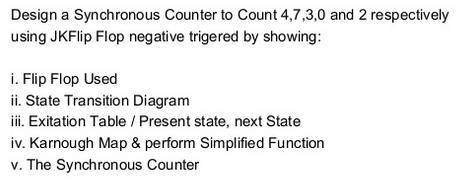 Design a Synchronous Counter to Count 4,7,3,0 and 2 respectively
using JKFlip Flop negative trigered by showing:
i. Flip Flop Used
ii. State Transition Diagram
iii. Exitation Table / Present state, next State
iv. Karnough Map & perform Simplified Function
v. The Synchronous Counter